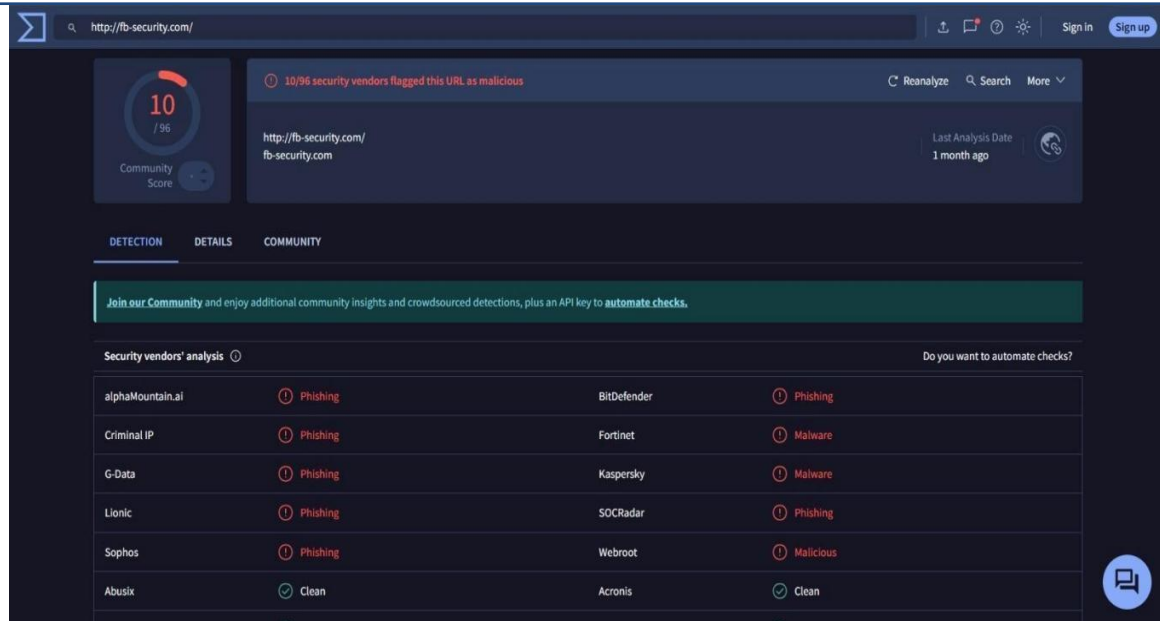 http://fb-security.com/
Sign in
Sign up
10
/ 96
Community
Score
10/96 security vendors flagged this URL as malicious
Reanalyze
Search
More
http://fb-security.com/
fb-security.com
Last Analysis Date
1 month ago
DETECTION
DETAILS
COMMUNITY
Join our Community and enjoy additional community insights and crowdsourced detections, plus an API key to automate checks.
Security vendors' analysis
Do you want to automate checks?
alphaMountain.ai Phishing BitDefender Phishing
Criminal IP Phishing Fortinet Malware
G-Data Phishing Kaspersky Malware
Lionic Phishing SOCRadar Phishing
Sophos Phishing Webroot Malicious
Abusix Clean Acronis Clean